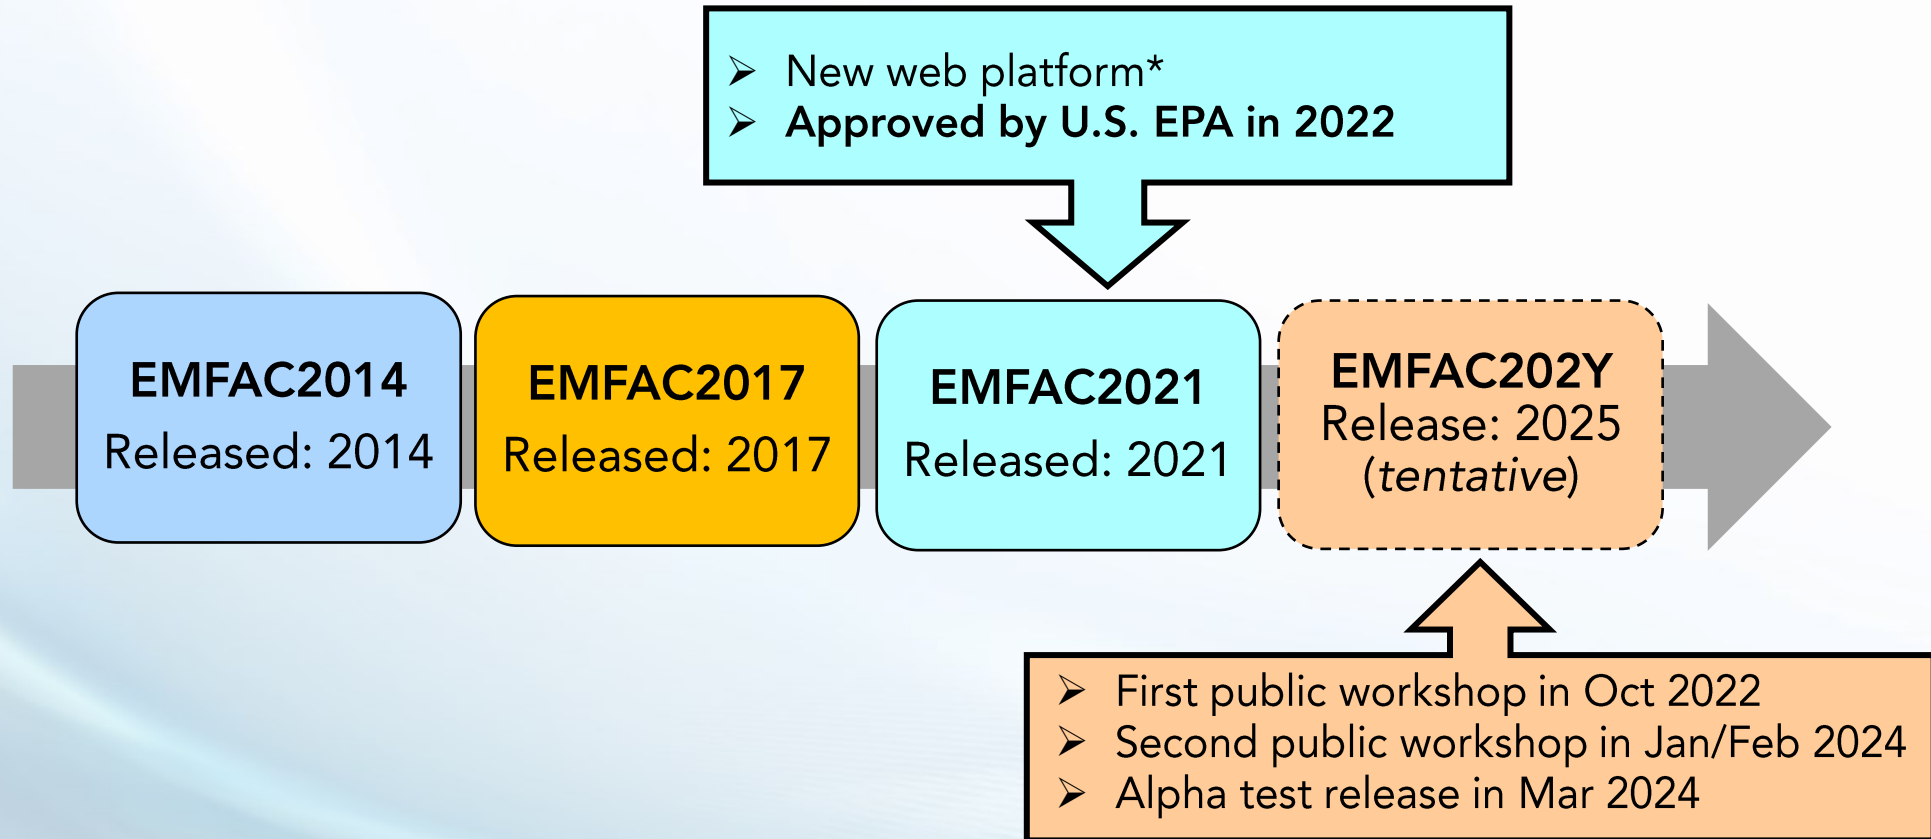 ➢ New web platform*
➢ Approved by U.S. EPA in 2022
EMFAC2014
Released: 2014
EMFAC2017
Released: 2017
EMFAC2021
Released: 2021
EMFAC202Y
Release: 2025
(tentative)
➢ First public workshop in Oct 2022
➢ Second public workshop in Jan/Feb 2024
➢ Alpha test release in Mar 2024